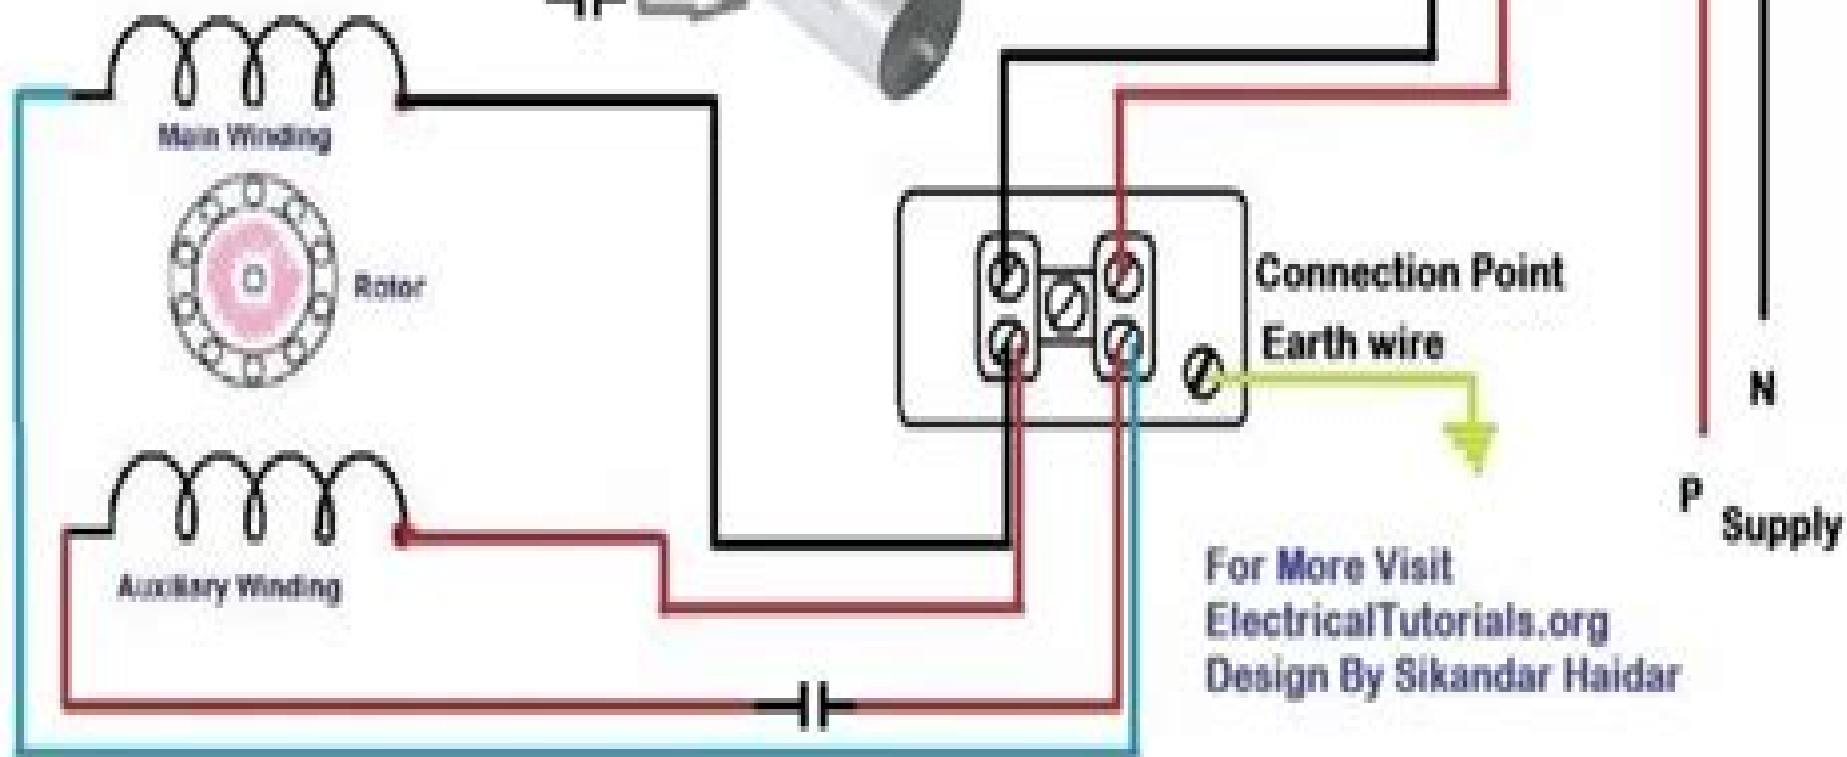 Main Winding
Rotor
Connection Point
Earth wire
N
P
Supply
Auxiliary Winding
For More Visit
ElectricalTutorials.org
Design By Sikandar Haidar